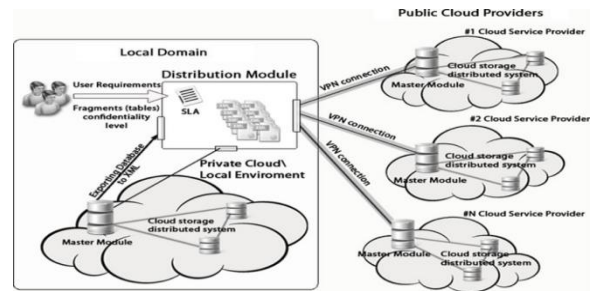 Public Cloud Providers
#1 Cloud Service Provider
Local Domain
Distribution Module
User Requirements
Fragments (tables)
confidentiality
level
SLA
VPN connection
Cloud storage
distributed system
Master Module
#2 Cloud Service Provider
VPN connection
Cloud storage
distributed system
Master Module
Exporting Database
to XML
Private Cloud\
Local Enviroment
VPN connection
#N Cloud Service Provider
Cloud storage
distributed system
Master Module
Cloud storage
distributed system
Master Module